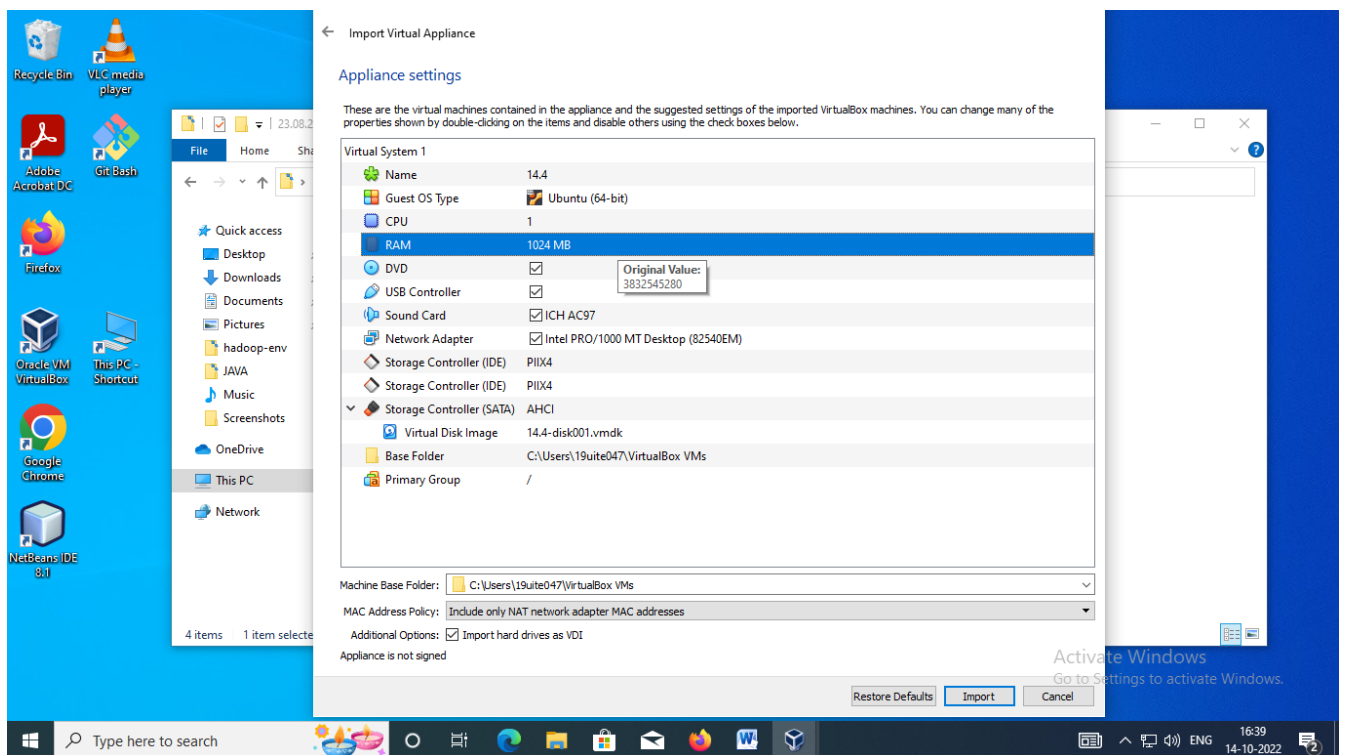 Recycle Bin
VLC media
player
Adobe
Acrobat DC
Git Bash
Firefox
Oracle VM
VirtualBox
This PC -
Shortcut
Google
Chrome
NetBeans IDE
8.1
23.08.2
File Home Sha
Quick access
Desktop
Downloads
Documents
Pictures
hadoop-env
JAVA
Music
Screenshots
OneDrive
This PC
Network
4 items 1 item selecte
Import Virtual Appliance
Appliance settings
These are the virtual machines contained in the appliance and the suggested settings of the imported VirtualBox machines. You can change many of the
properties shown by double-clicking on the items and disable others using the check boxes below.
Virtual System 1
Name 14.4
Guest OS Type Ubuntu (64-bit)
CPU 1
RAM 1024 MB
Original Value:
3832545280
DVD
USB Controller
Sound Card ICH AC97
Network Adapter Intel PRO/1000 MT Desktop (82540EM)
Storage Controller (IDE) PIIX4
Storage Controller (IDE) PIIX4
Storage Controller (SATA) AHCI
Virtual Disk Image 14.4-disk001.vmdk
Base Folder C:\Users\19uite047\VirtualBox VMs
Primary Group /
Machine Base Folder: C:\Users\19uite047\VirtualBox VMs
MAC Address Policy: Include only NAT network adapter MAC addresses
Additional Options: Import hard drives as VDI
Appliance is not signed
Restore Defaults Import Cancel
Activate Windows
Go to Settings to activate Windows.
Type here to search
ENG
16:39
14-10-2022
2